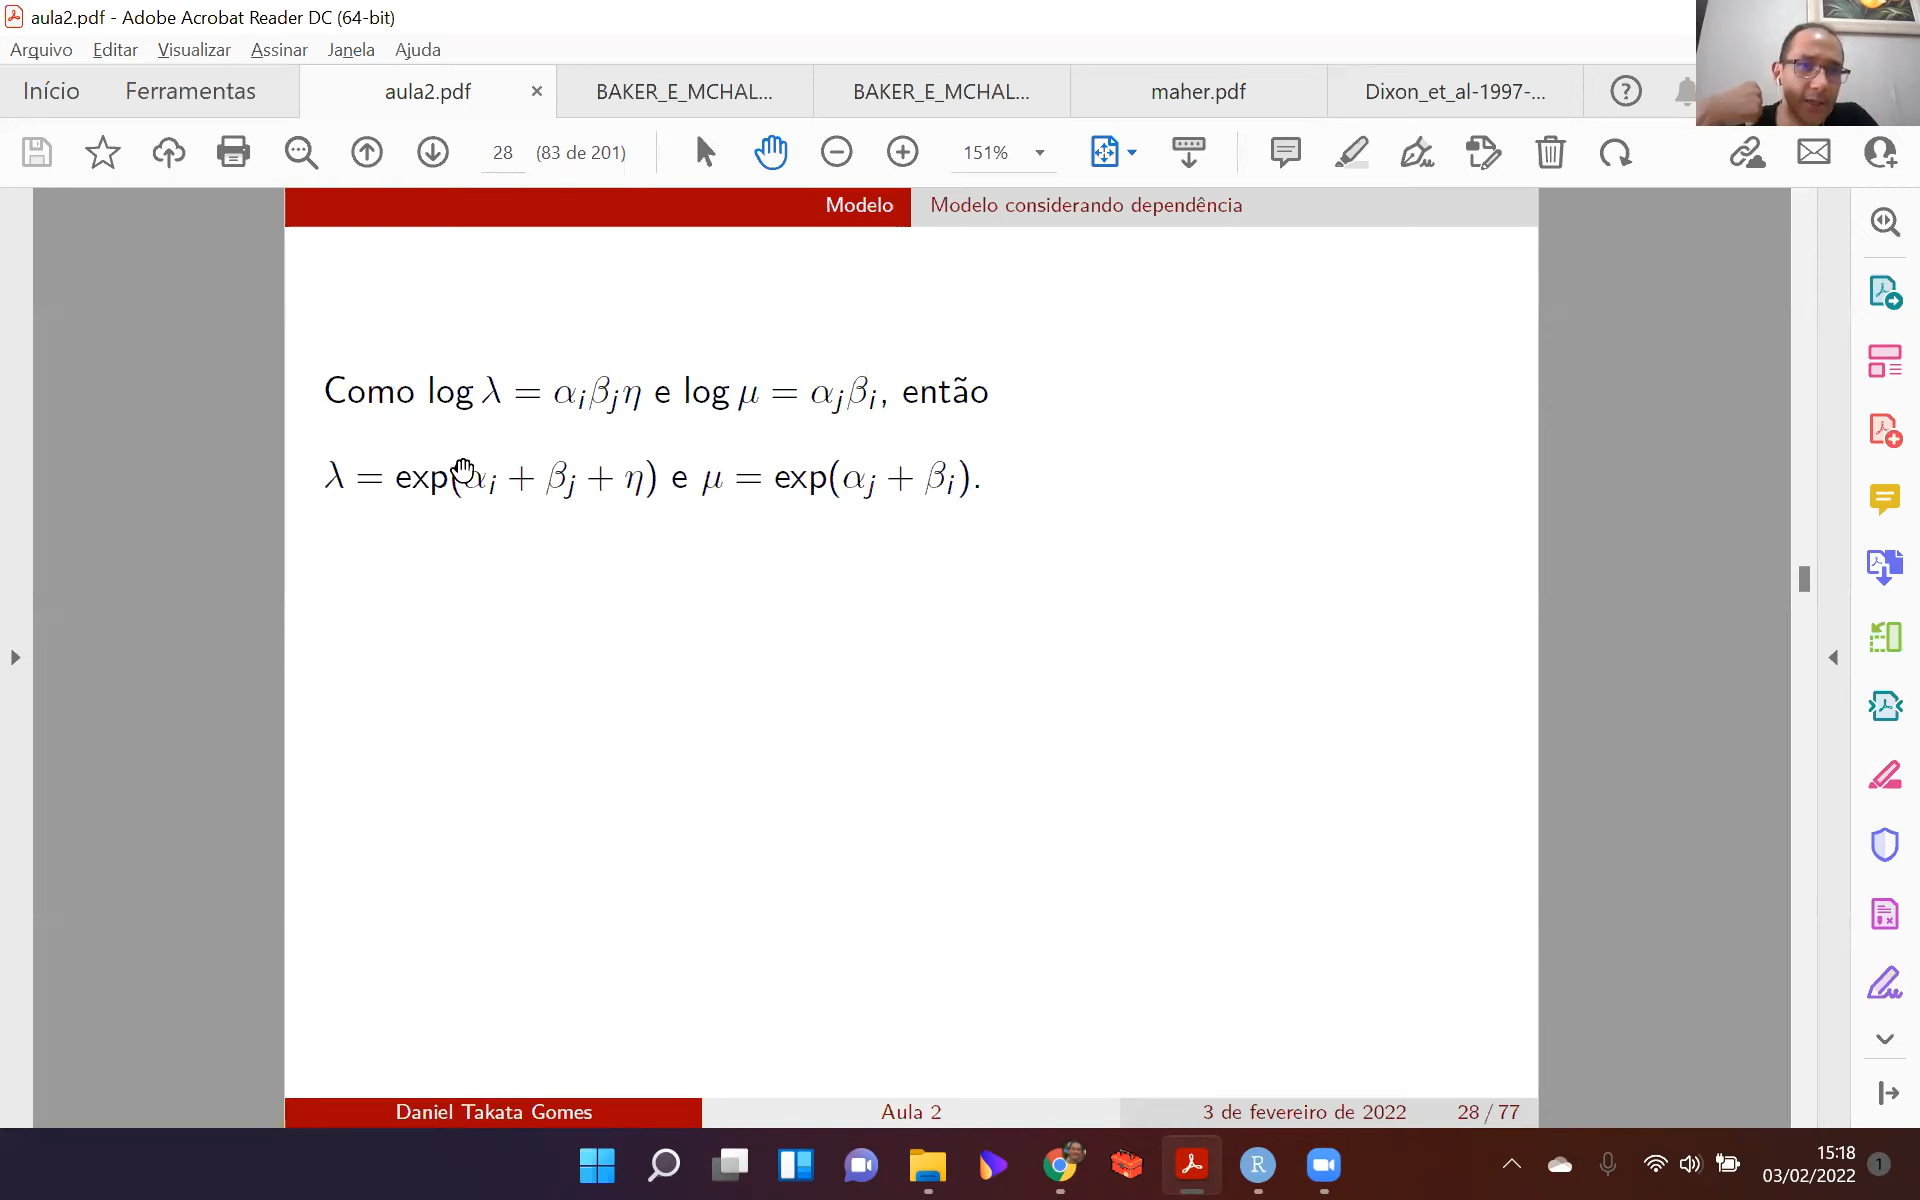 aula2.pdf - Adobe Acrobat Reader DC (64-bit)
Arquivo Editar Visualizar Assinar Janela Ajuda
Início Ferramentas aula2.pdf × BAKER_E_MCHAL... BAKER_E_MCHAL... maher.pdf Dixon_et_al-1997-...
28 (83 de 201) 151%
Modelo Modelo considerando dependência
Como log λ = αᵢβⱼη e log μ = αⱼβᵢ, então
λ = exp(αᵢ + βⱼ + η) e μ = exp(αⱼ + βᵢ).
Daniel Takata Gomes Aula 2 3 de fevereiro de 2022 28 / 77
15:18
03/02/2022 1